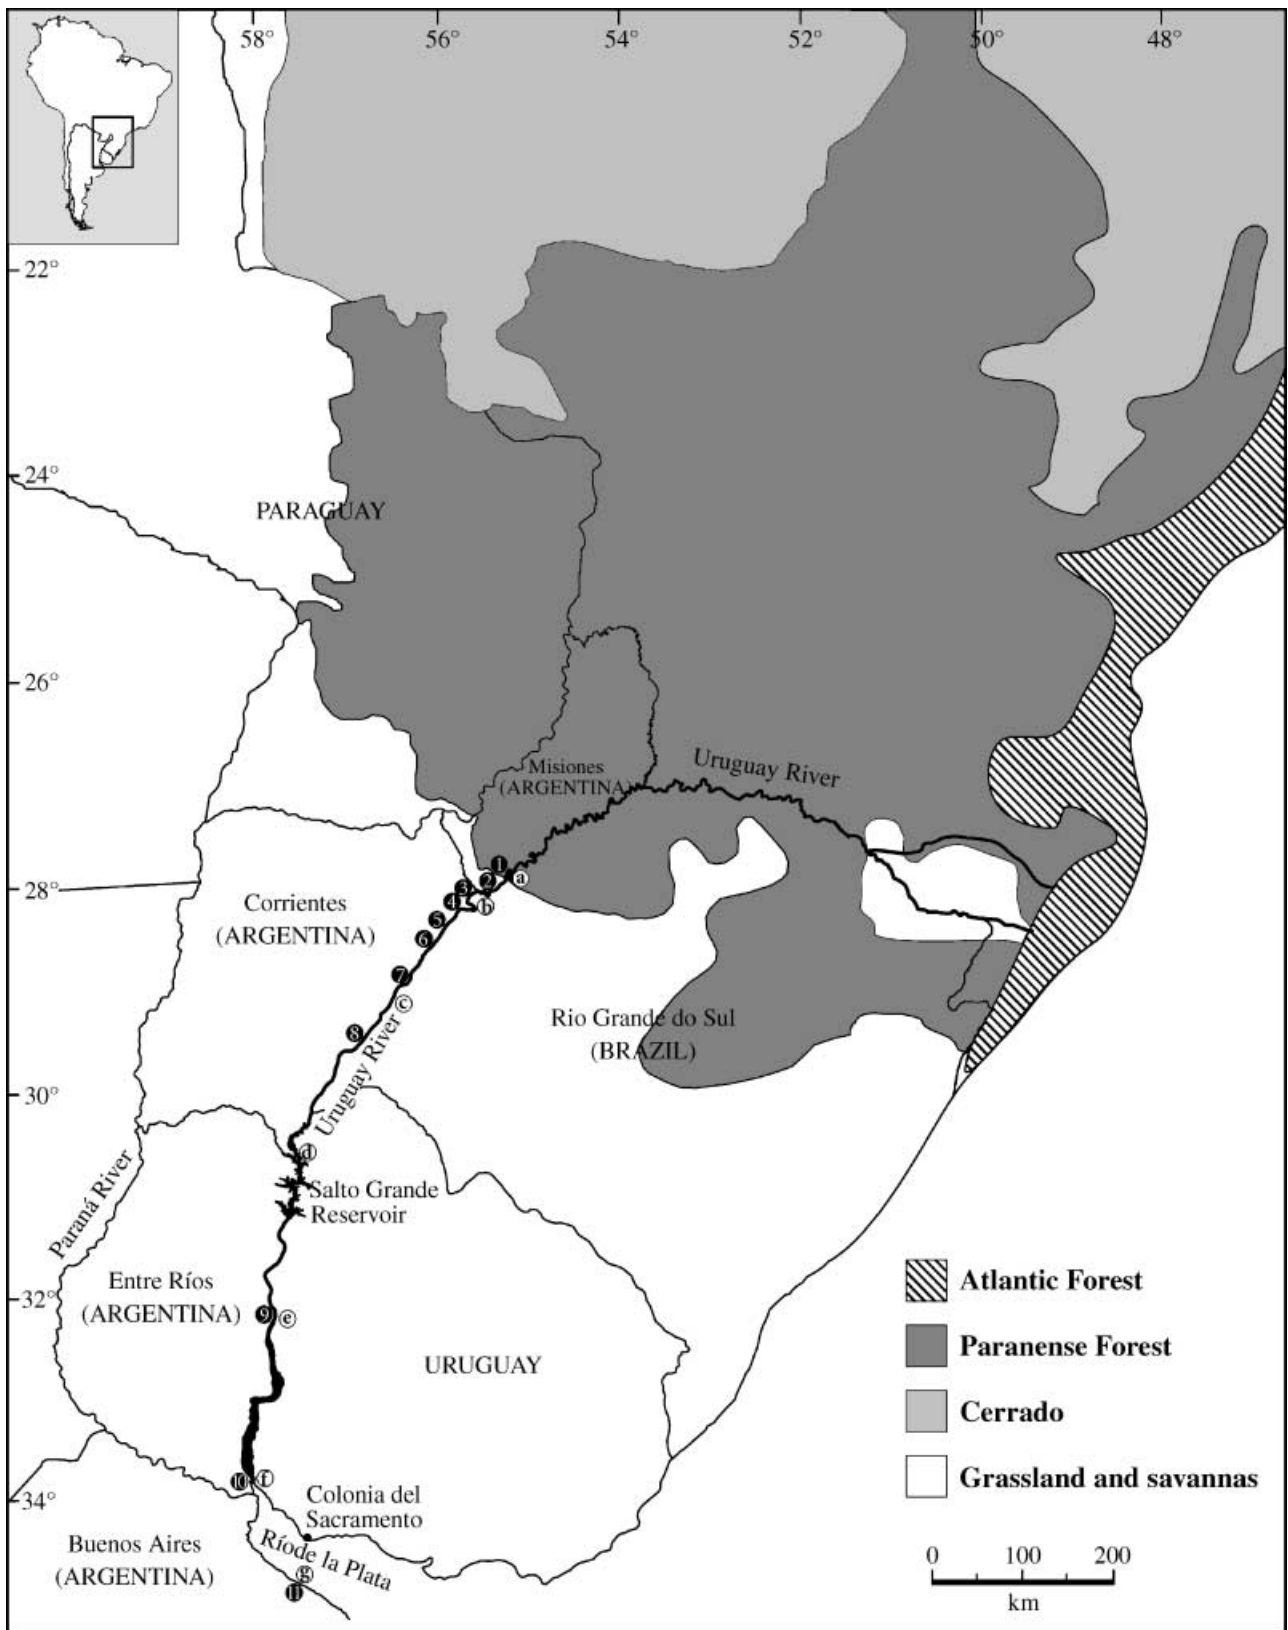 58°
56°
54°
52°
50°
48°
22°
24°
PARAGUAY
26°
Misiones
(ARGENTINA)
Uruguay River
1
2
a
3
4
b
5
6
7
c
8
28°
Corrientes
(ARGENTINA)
Rio Grande do Sul
(BRAZIL)
Uruguay River
30°
d
Salto Grande
Reservoir
Paraná River
Entre Ríos
(ARGENTINA)
32°
9
e
URUGUAY
Atlantic Forest
Paranense Forest
Cerrado
Grassland and savannas
10
f
34°
Colonia del
Sacramento
Buenos Aires
(ARGENTINA)
Ríode la Plata
g
11
0 100 200
km